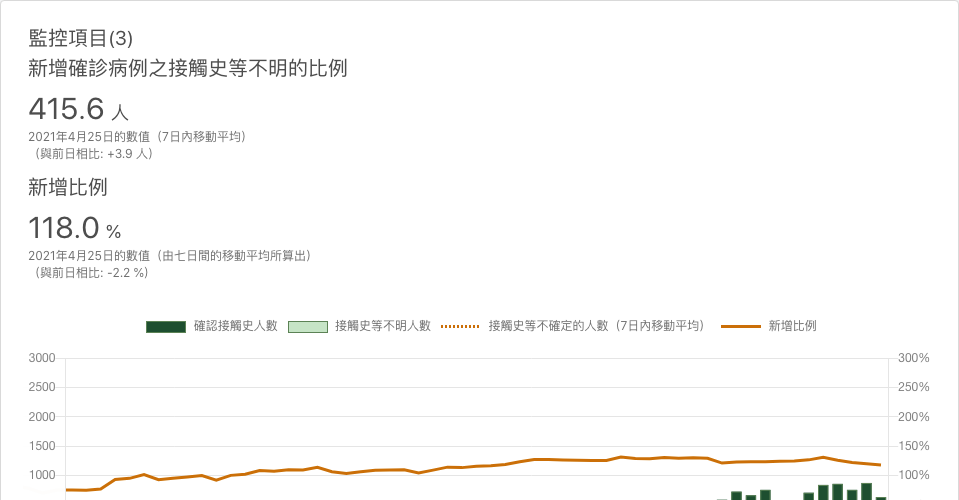 監控項目(3)
新增確診病例之接觸史等不明的比例
415.6 人
2021年4月25日的數值（7日內移動平均）
（與前日相比: +3.9 人）
新增比例
118.0 %
2021年4月25日的數值（由七日間的移動平均所算出）
（與前日相比: -2.2 %）
確認接觸史人數 接觸史等不明人數 接觸史等不確定的人數（7日內移動平均） 新增比例
3000 300%
2500 250%
2000 200%
1500 150%
1000 100%